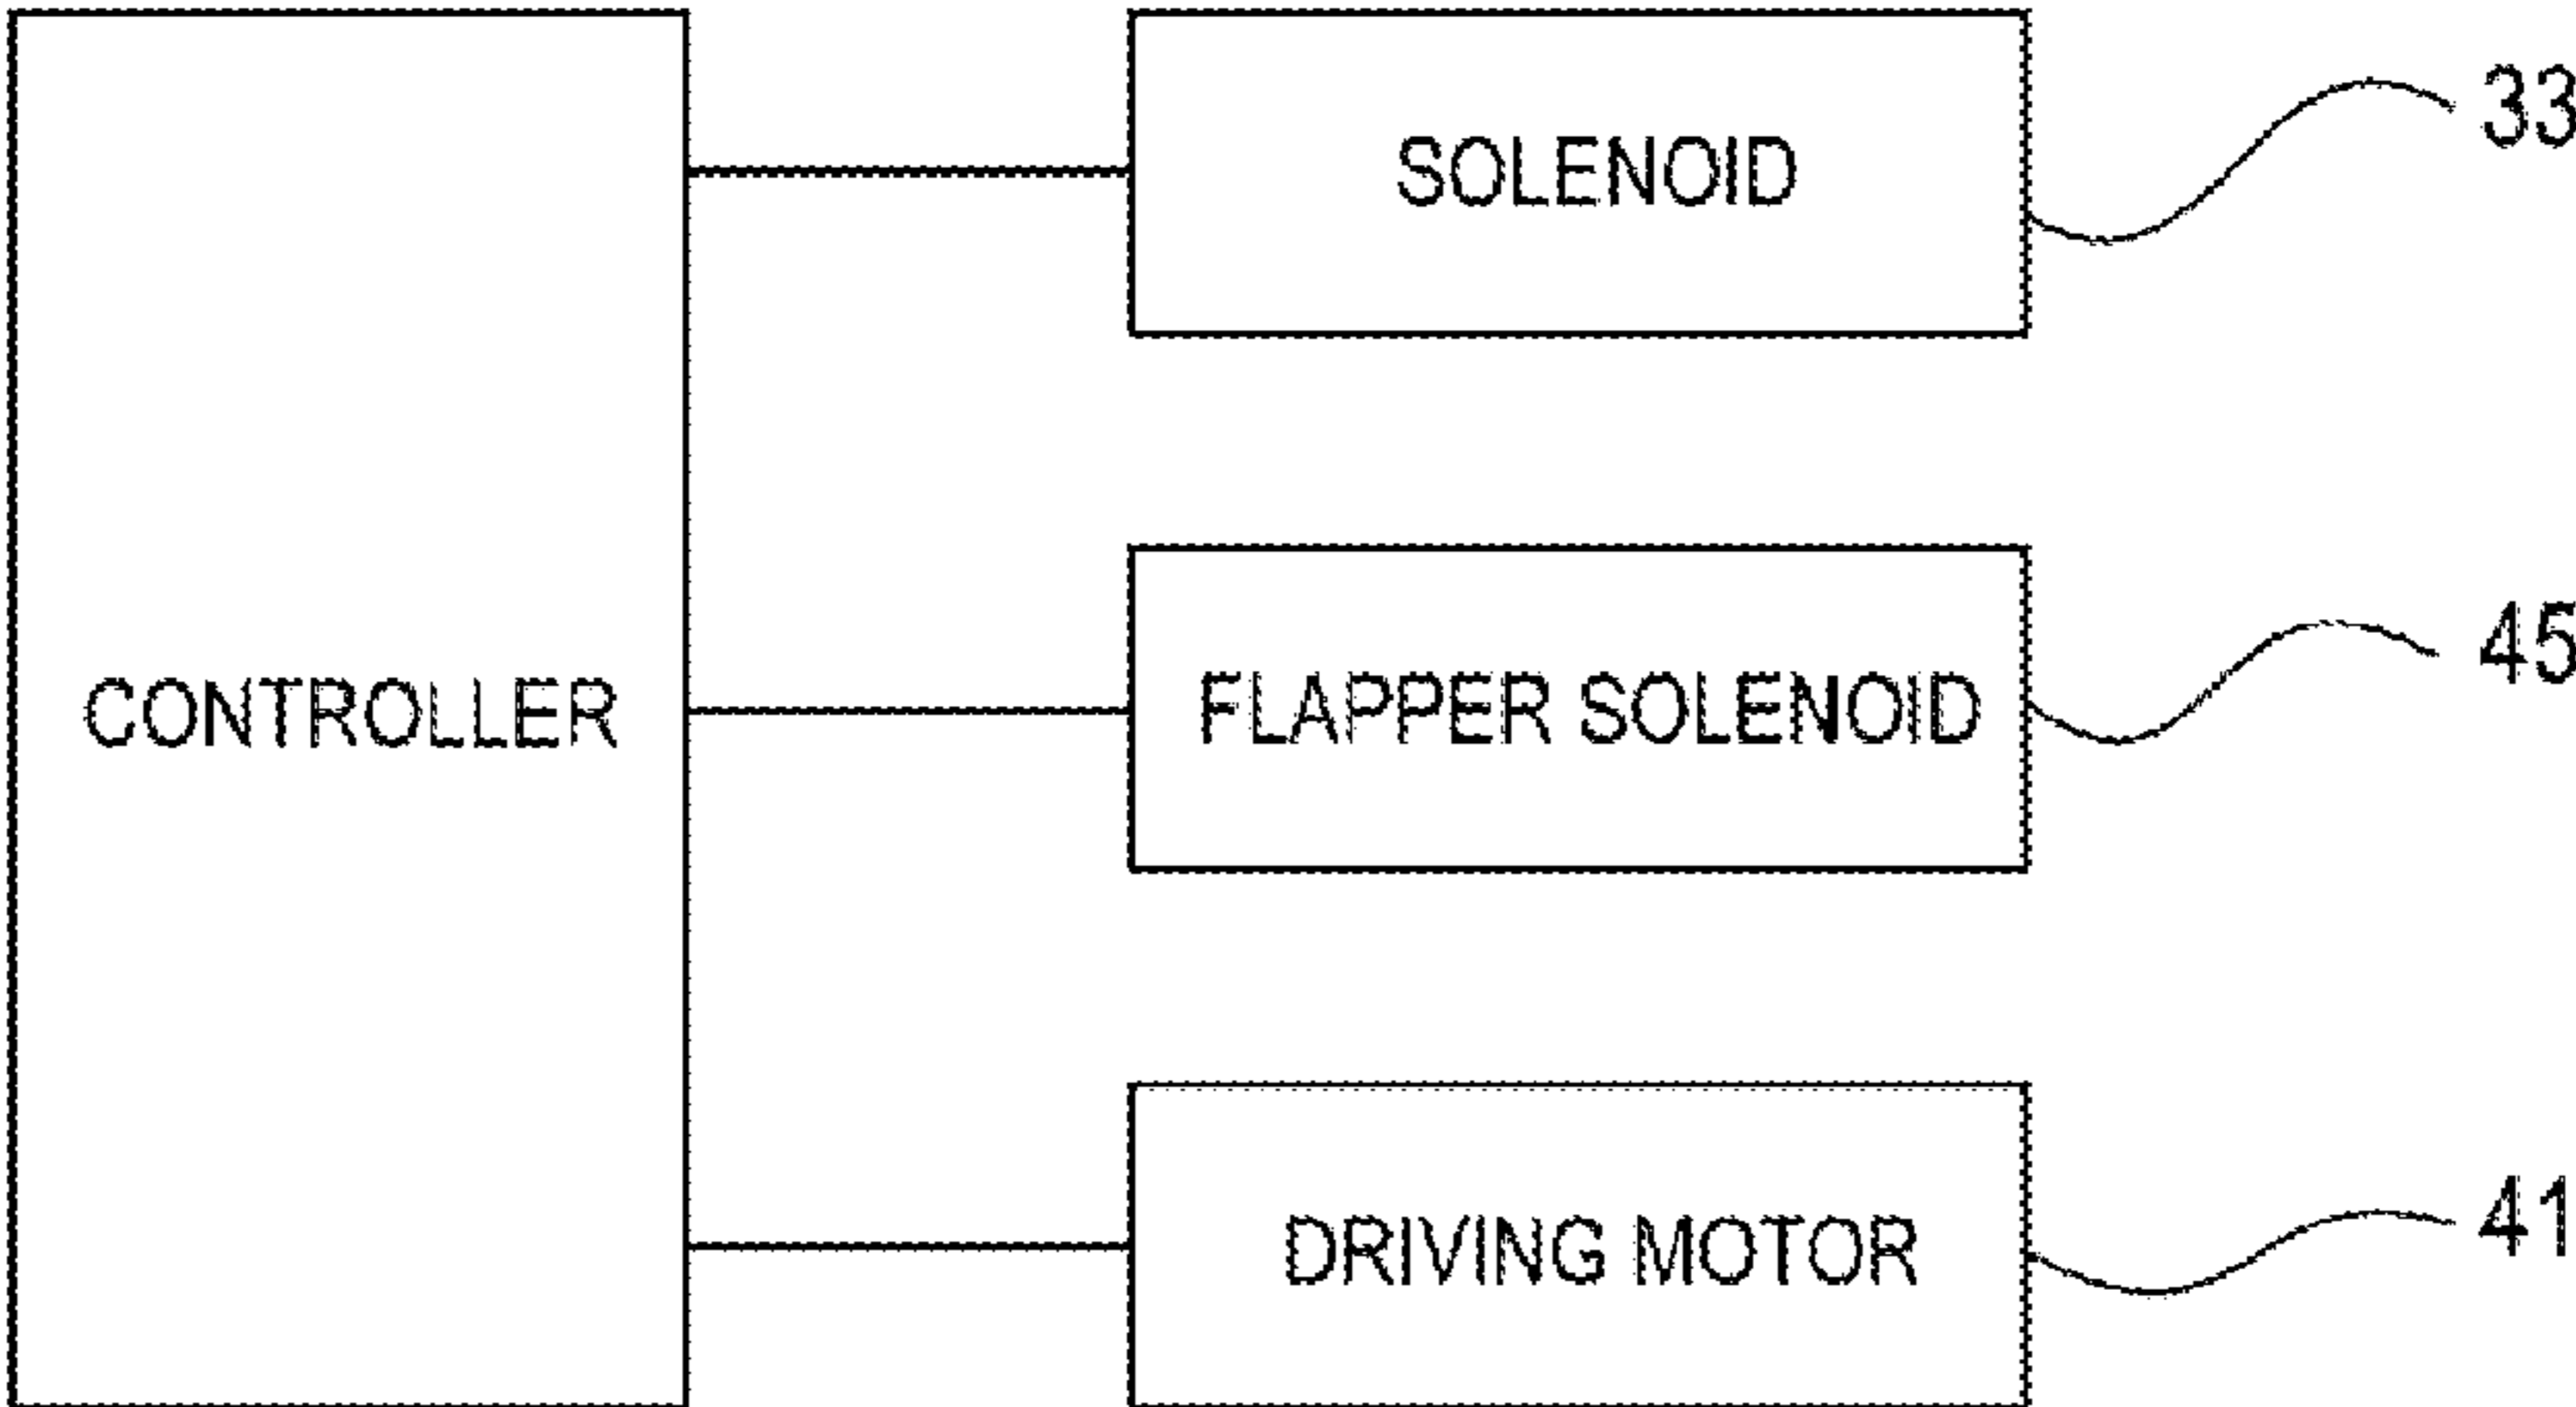 SOLENOID
33
CONTROLLER
FLAPPER SOLENOID
45
DRIVING MOTOR
41